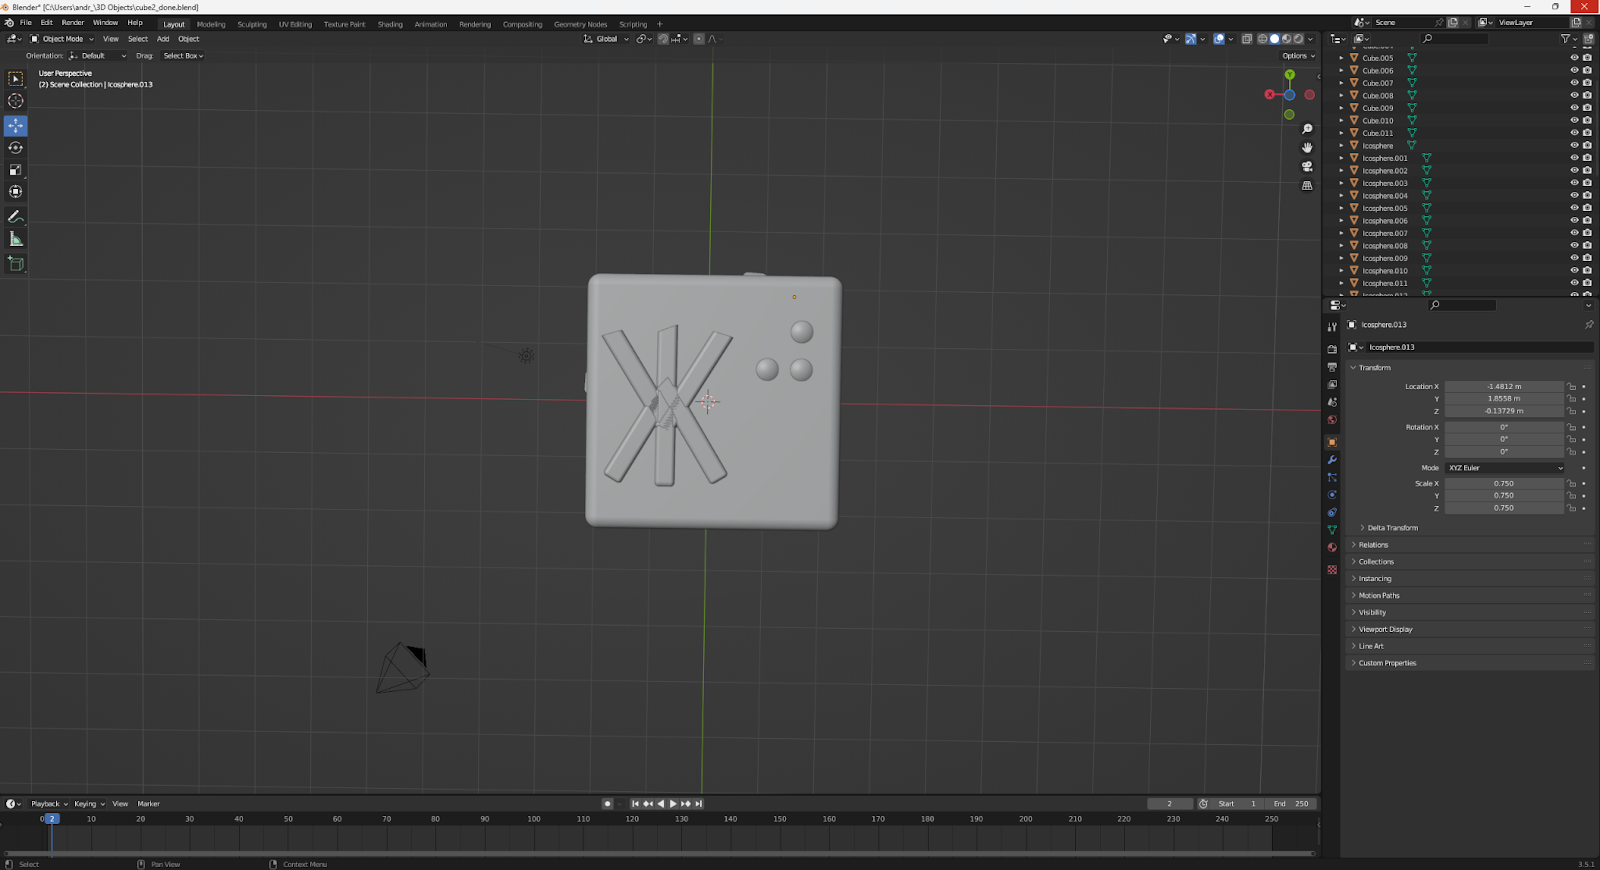 Blender* [C:\Users\andr_\3D Objects\cube2_done.blend]
File Edit Render Window Help Layout Modeling Sculpting UV Editing Texture Paint Shading Animation Rendering Compositing Geometry Nodes Scripting + Scene ViewLayer
Object Mode View Select Add Object Global
Orientation: Default Drag: Select Box Options
User Perspective
(2) Scene Collection | Icosphere.013
Y
X
Ж
Cube.005
Cube.006
Cube.007
Cube.008
Cube.009
Cube.010
Cube.011
Icosphere
Icosphere.001
Icosphere.002
Icosphere.003
Icosphere.004
Icosphere.005
Icosphere.006
Icosphere.007
Icosphere.008
Icosphere.009
Icosphere.010
Icosphere.011
Icosphere.013
Icosphere.013
Transform
Location X -1.4812 m
Y 1.8558 m
Z -0.13729 m
Rotation X 0°
Y 0°
Z 0°
Mode XYZ Euler
Scale X 0.750
Y 0.750
Z 0.750
Delta Transform
Relations
Collections
Instancing
Motion Paths
Visibility
Viewport Display
Line Art
Custom Properties
Playback Keying View Marker 2 Start 1 End 250
0 2 10 20 30 40 50 60 70 80 90 100 110 120 130 140 150 160 170 180 190 200 210 220 230 240 250
Select Pan View Context Menu 3.5.1